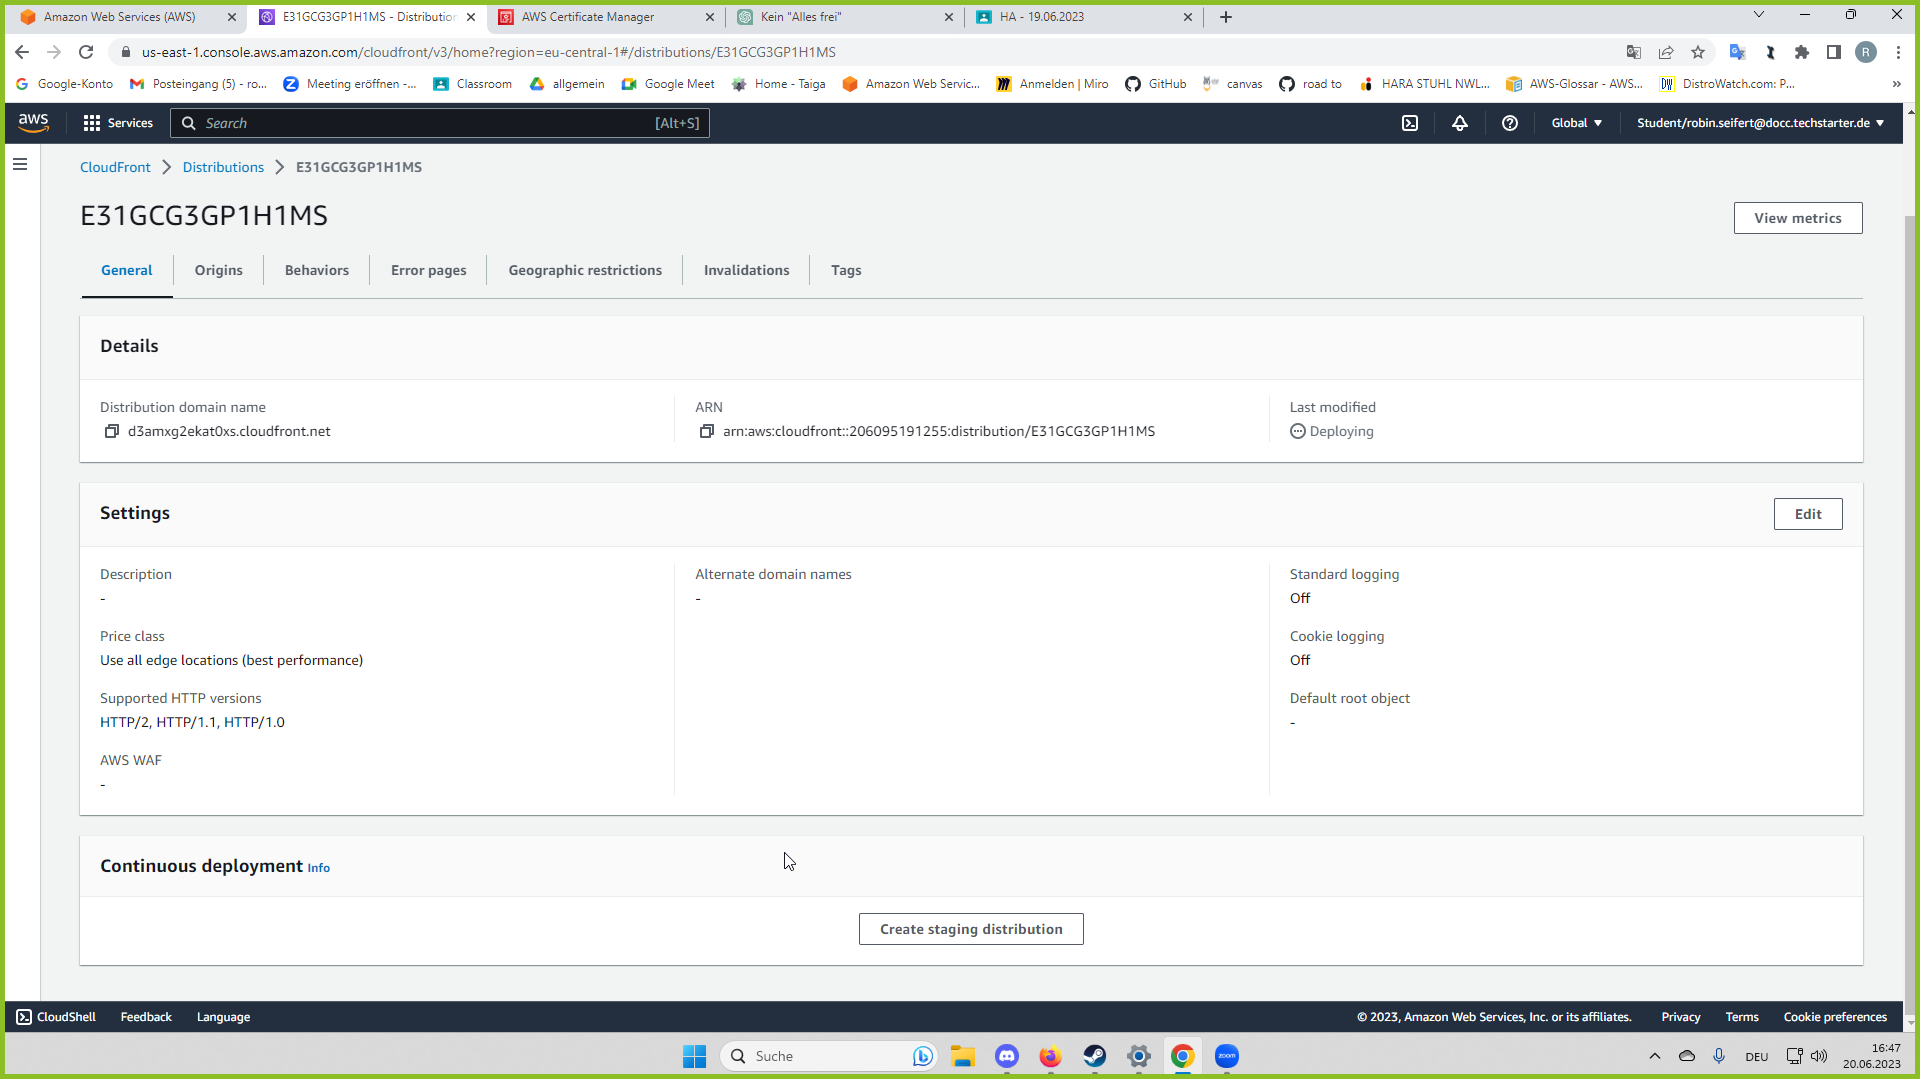 Amazon Web Services (AWS)
E31GCG3GP1H1MS - Distribution
AWS Certificate Manager
Kein "Alles frei"
HA - 19.06.2023
us-east-1.console.aws.amazon.com/cloudfront/v3/home?region=eu-central-1#/distributions/E31GCG3GP1H1MS
R
Google-Konto
Posteingang (5) - ro...
Meeting eröffnen -...
Classroom
allgemein
Google Meet
Home - Taiga
Amazon Web Servic...
Anmelden | Miro
GitHub
canvas
road to
HARA STUHL NWL...
AWS-Glossar - AWS...
DistroWatch.com: P...
aws
Services
Search
[Alt+S]
Global
Student/robin.seifert@docc.techstarter.de
CloudFront
Distributions
E31GCG3GP1H1MS
E31GCG3GP1H1MS
View metrics
General
Origins
Behaviors
Error pages
Geographic restrictions
Invalidations
Tags
Details
Distribution domain name
d3amxg2ekat0xs.cloudfront.net
ARN
arn:aws:cloudfront::206095191255:distribution/E31GCG3GP1H1MS
Last modified
Deploying
Settings
Edit
Description
-
Price class
Use all edge locations (best performance)
Supported HTTP versions
HTTP/2, HTTP/1.1, HTTP/1.0
AWS WAF
-
Alternate domain names
-
Standard logging
Off
Cookie logging
Off
Default root object
-
Continuous deployment Info
Create staging distribution
CloudShell
Feedback
Language
© 2023, Amazon Web Services, Inc. or its affiliates.
Privacy
Terms
Cookie preferences
Suche
zoom
DEU
16:47
20.06.2023